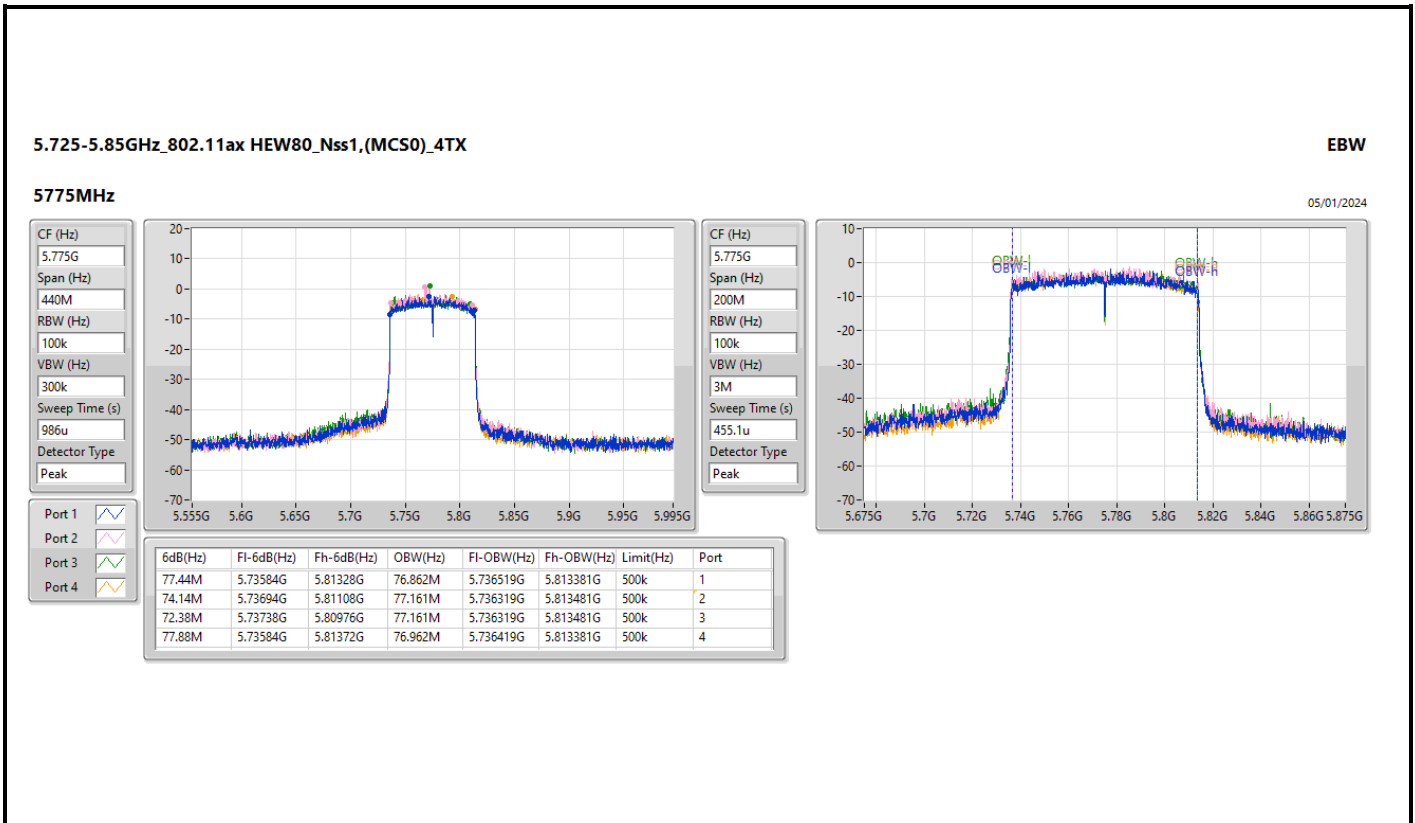 5.725-5.85GHz_802.11ax HEW80_Nss1,(MCS0)_4TX
EBW
5775MHz
05/01/2024
CF (Hz)
5.775G
Span (Hz)
440M
RBW (Hz)
100k
VBW (Hz)
300k
Sweep Time (s)
986u
Detector Type
Peak
20
10
0
-10
-20
-30
-40
-50
-60
-70
5.555G 5.6G 5.65G 5.7G 5.75G 5.8G 5.85G 5.9G 5.95G 5.995G
CF (Hz)
5.775G
Span (Hz)
200M
RBW (Hz)
100k
VBW (Hz)
3M
Sweep Time (s)
455.1u
Detector Type
Peak
10
0
-10
-20
-30
-40
-50
-60
-70
OBW-l
OBW-h
5.675G 5.7G 5.72G 5.74G 5.76G 5.78G 5.8G 5.82G 5.84G 5.86G 5.875G
Port 1
Port 2
Port 3
Port 4
6dB(Hz) Fl-6dB(Hz) Fh-6dB(Hz) OBW(Hz) Fl-OBW(Hz) Fh-OBW(Hz) Limit(Hz) Port
77.44M 5.73584G 5.81328G 76.862M 5.736519G 5.813381G 500k 1
74.14M 5.73694G 5.81108G 77.161M 5.736319G 5.813481G 500k 2
72.38M 5.73738G 5.80976G 77.161M 5.736319G 5.813481G 500k 3
77.88M 5.73584G 5.81372G 76.962M 5.736419G 5.813381G 500k 4